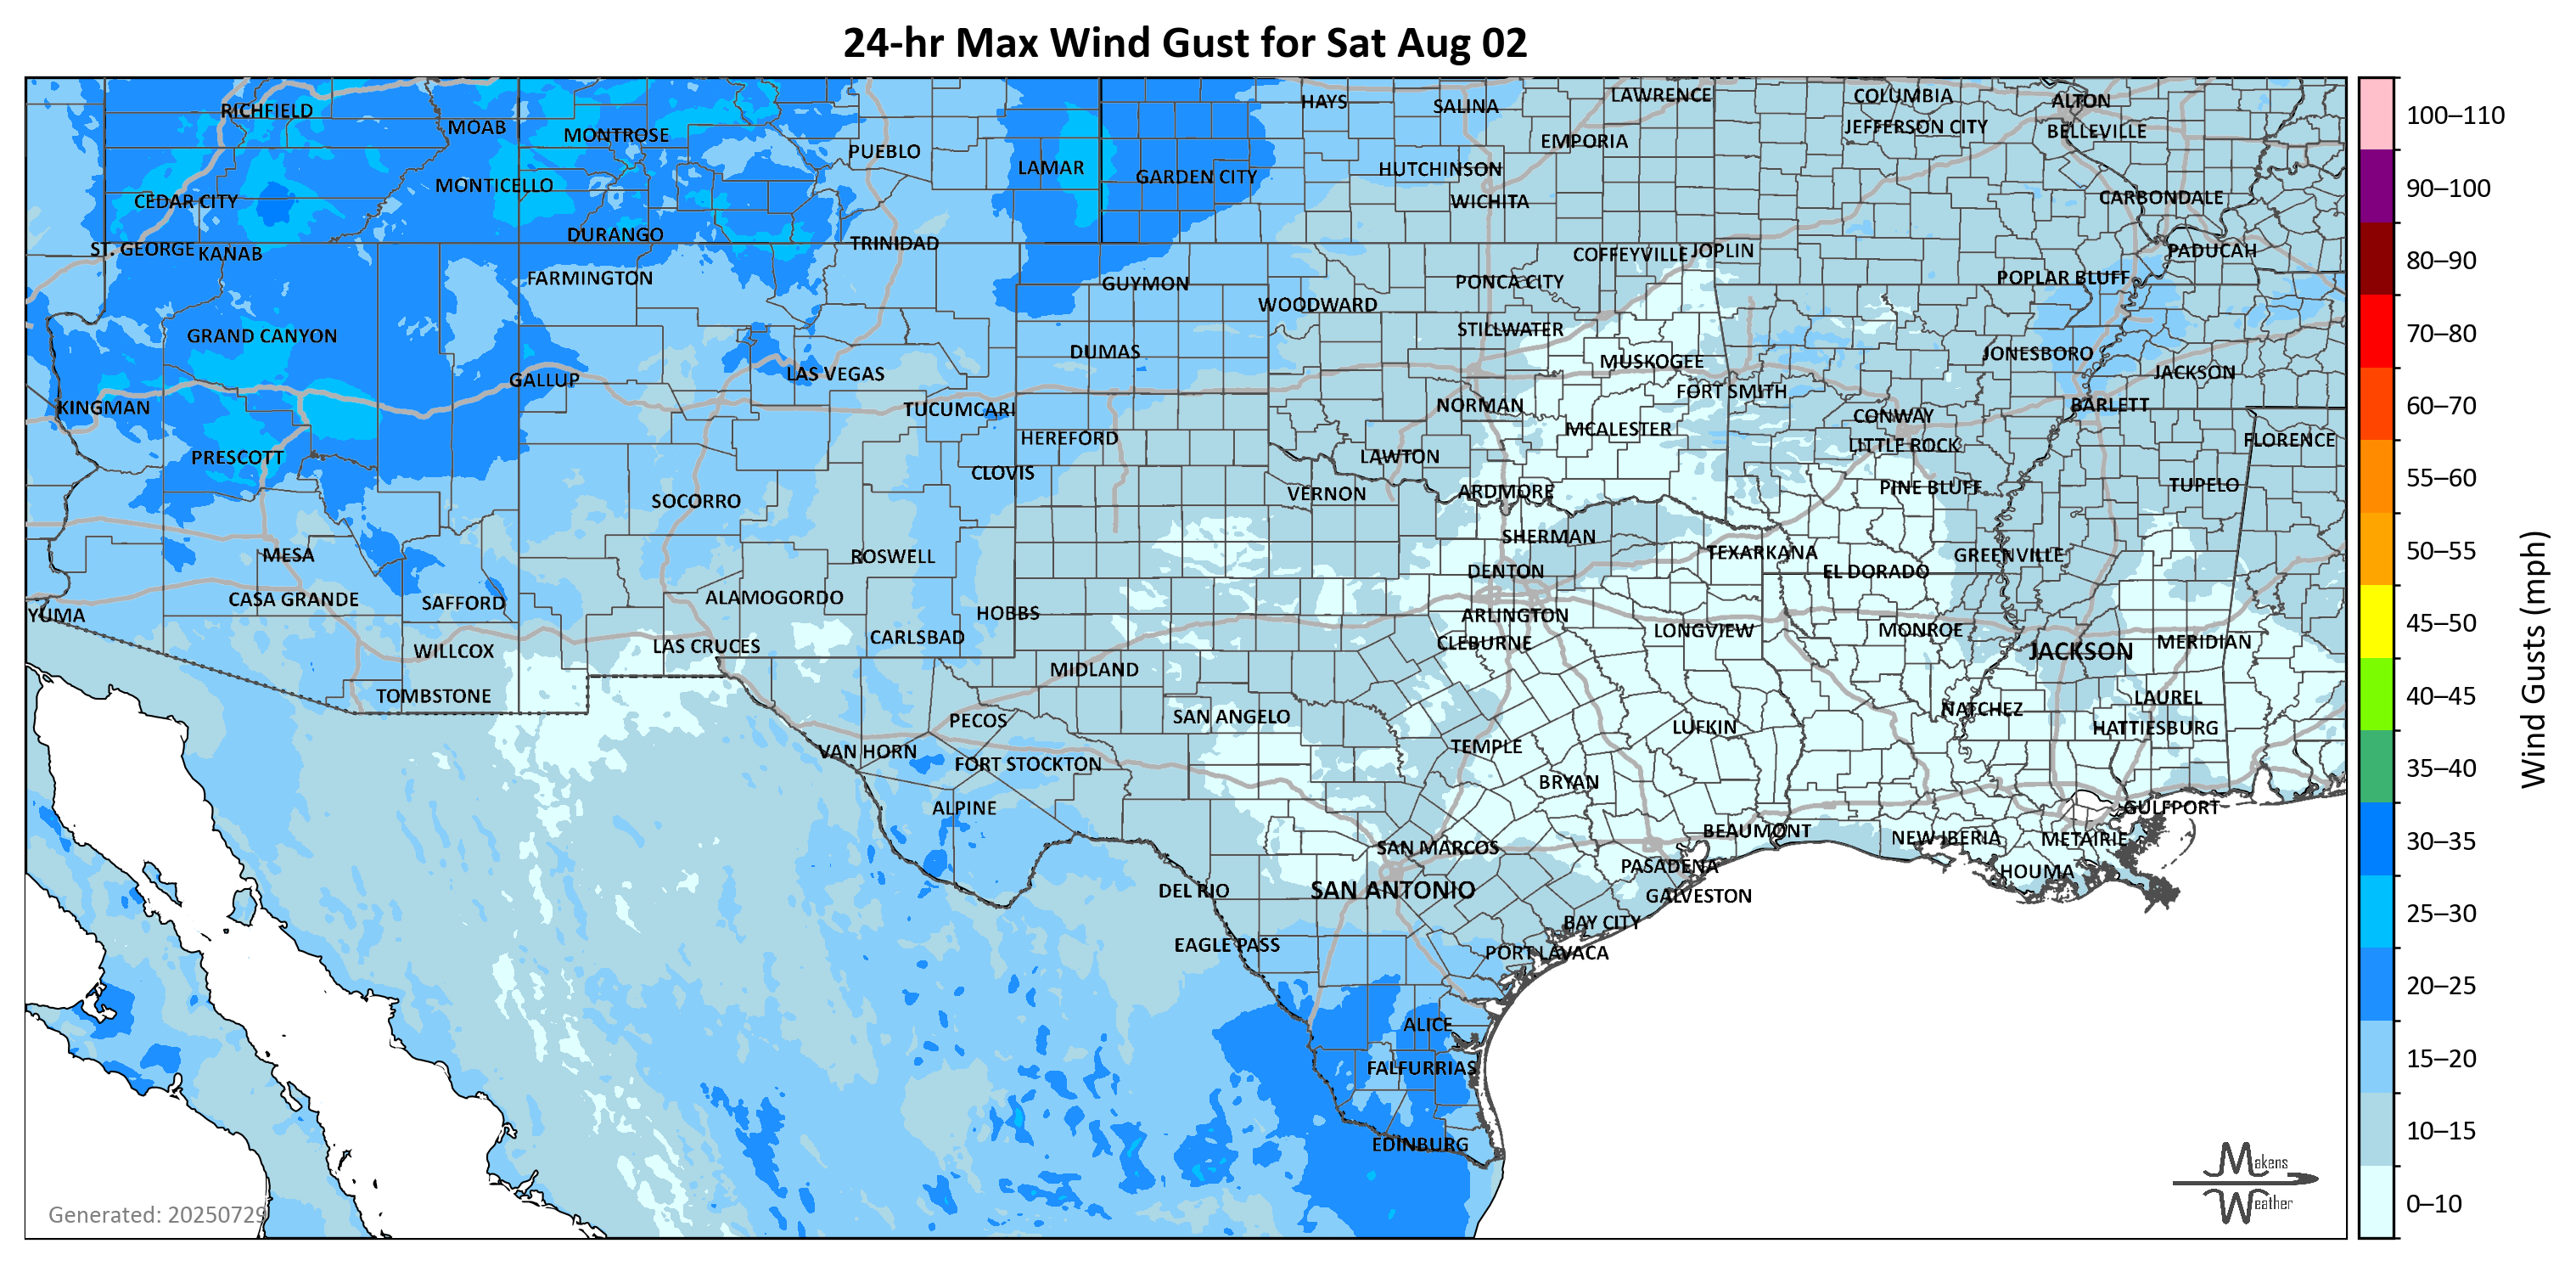 24-hr Max Wind Gust for Sat Aug 02
RICHFIELD
MOAB
MONTROSE
PUEBLO
LAMAR
GARDEN CITY
HAYS
SALINA
LAWRENCE
EMPORIA
HUTCHINSON
WICHITA
COLUMBIA
JEFFERSON CITY
ALTON
BELLEVILLE
CARBONDALE
CEDAR CITY
MONTICELLO
DURANGO
TRINIDAD
ST. GEORGE
KANAB
FARMINGTON
GUYMON
WOODWARD
PONCA CITY
COFFEYVILLE
JOPLIN
POPLAR BLUFF
PADUCAH
GRAND CANYON
STILLWATER
DUMAS
MUSKOGEE
JONESBORO
JACKSON
GALLUP
LAS VEGAS
FORT SMITH
KINGMAN
TUCUMCARI
NORMAN
CONWAY
BARLETT
HEREFORD
MCALESTER
LITTLE ROCK
FLORENCE
PRESCOTT
CLOVIS
LAWTON
SOCORRO
VERNON
ARDMORE
PINE BLUFF
TUPELO
MESA
ROSWELL
SHERMAN
TEXARKANA
GREENVILLE
DENTON
EL DORADO
CASA GRANDE
SAFFORD
ALAMOGORDO
HOBBS
ARLINGTON
YUMA
LAS CRUCES
CARLSBAD
CLEBURNE
LONGVIEW
MONROE
JACKSON
MERIDIAN
WILLCOX
MIDLAND
TOMBSTONE
PECOS
SAN ANGELO
NATCHEZ
LAUREL
HATTIESBURG
LUFKIN
VAN HORN
FORT STOCKTON
TEMPLE
BRYAN
ALPINE
GULFPORT
BEAUMONT
NEW IBERIA
METAIRIE
SAN MARCOS
PASADENA
HOUMA
DEL RIO
SAN ANTONIO
GALVESTON
BAY CITY
EAGLE PASS
PORT LAVACA
ALICE
FALFURRIAS
EDINBURG
Generated: 20250729
Makens
Weather
100–110
90–100
80–90
70–80
60–70
55–60
50–55
45–50
40–45
35–40
30–35
25–30
20–25
15–20
10–15
0–10
Wind Gusts (mph)